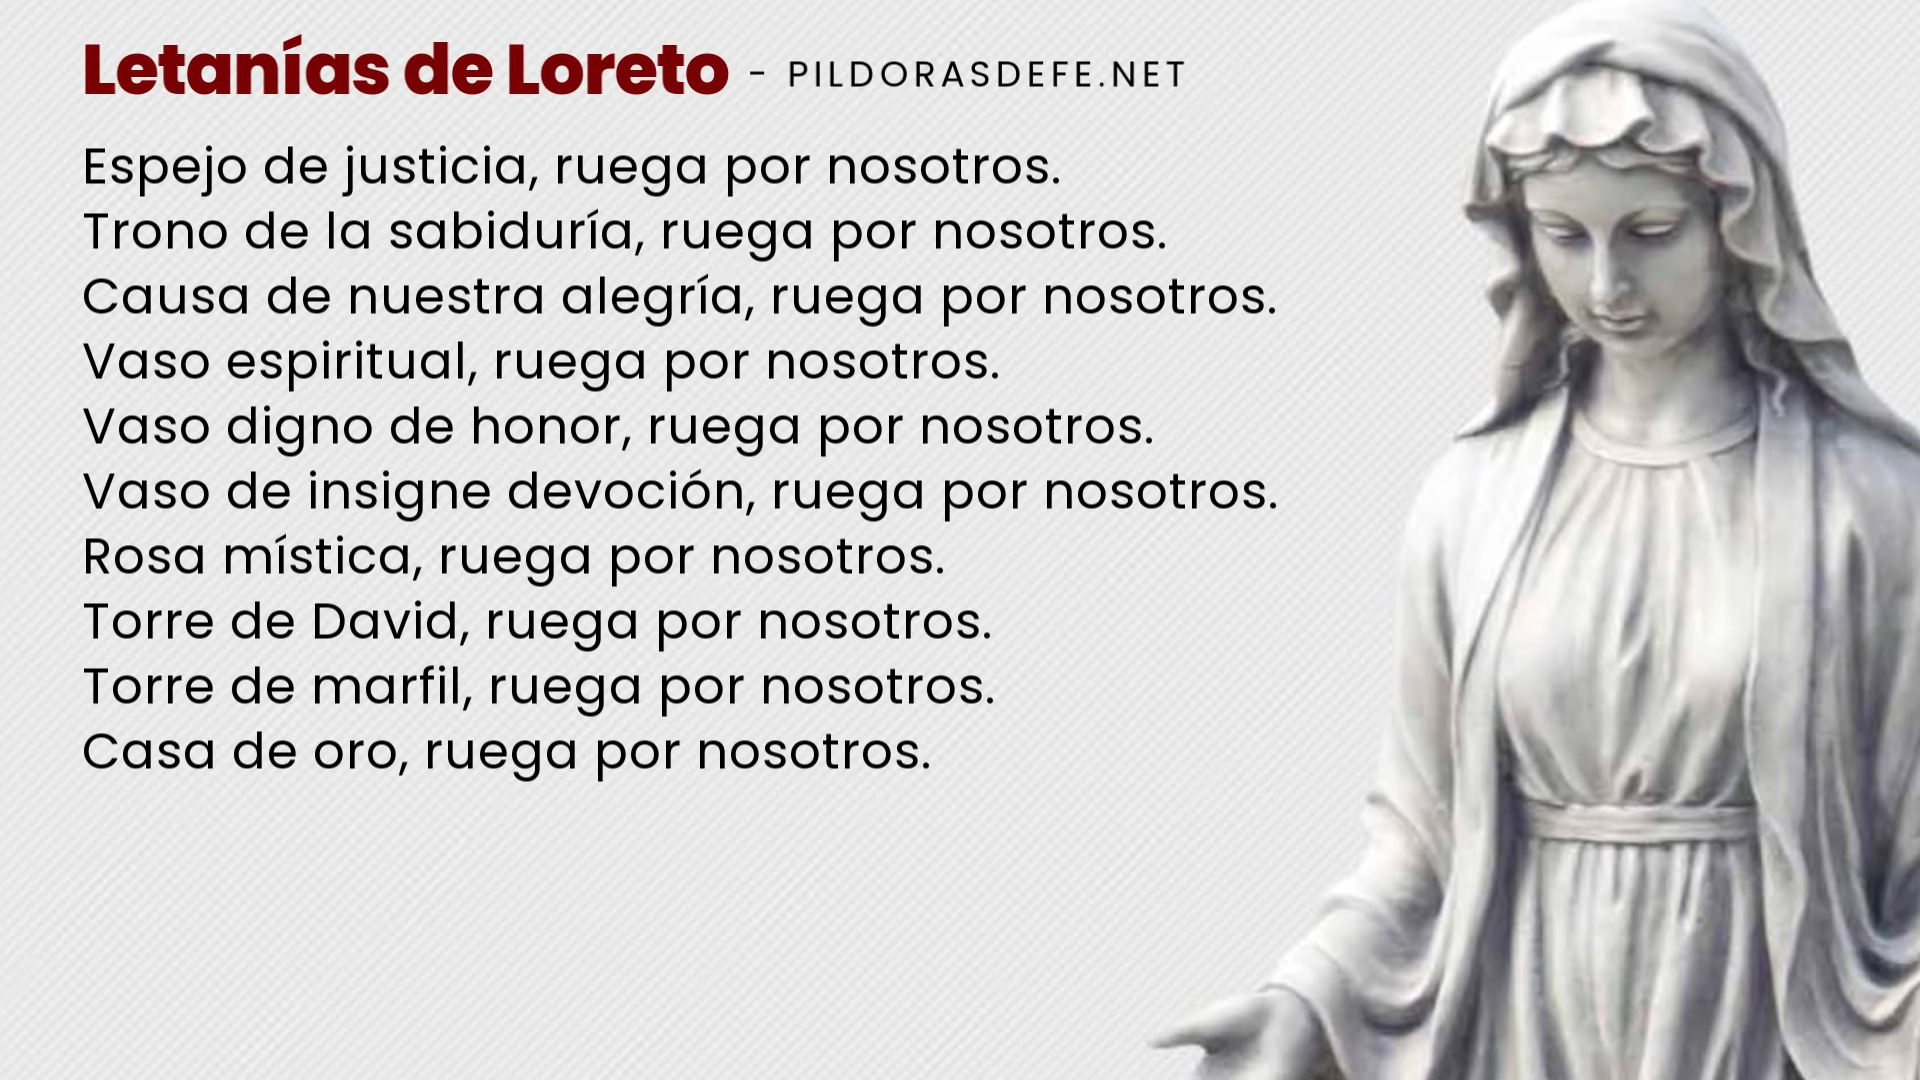 Letanías de Loreto - PILDORASDEFE.NET
Espejo de justicia, ruega por nosotros.
Trono de la sabiduría, ruega por nosotros.
Causa de nuestra alegría, ruega por nosotros.
Vaso espiritual, ruega por nosotros.
Vaso digno de honor, ruega por nosotros.
Vaso de insigne devoción, ruega por nosotros.
Rosa mística, ruega por nosotros.
Torre de David, ruega por nosotros.
Torre de marfil, ruega por nosotros.
Casa de oro, ruega por nosotros.